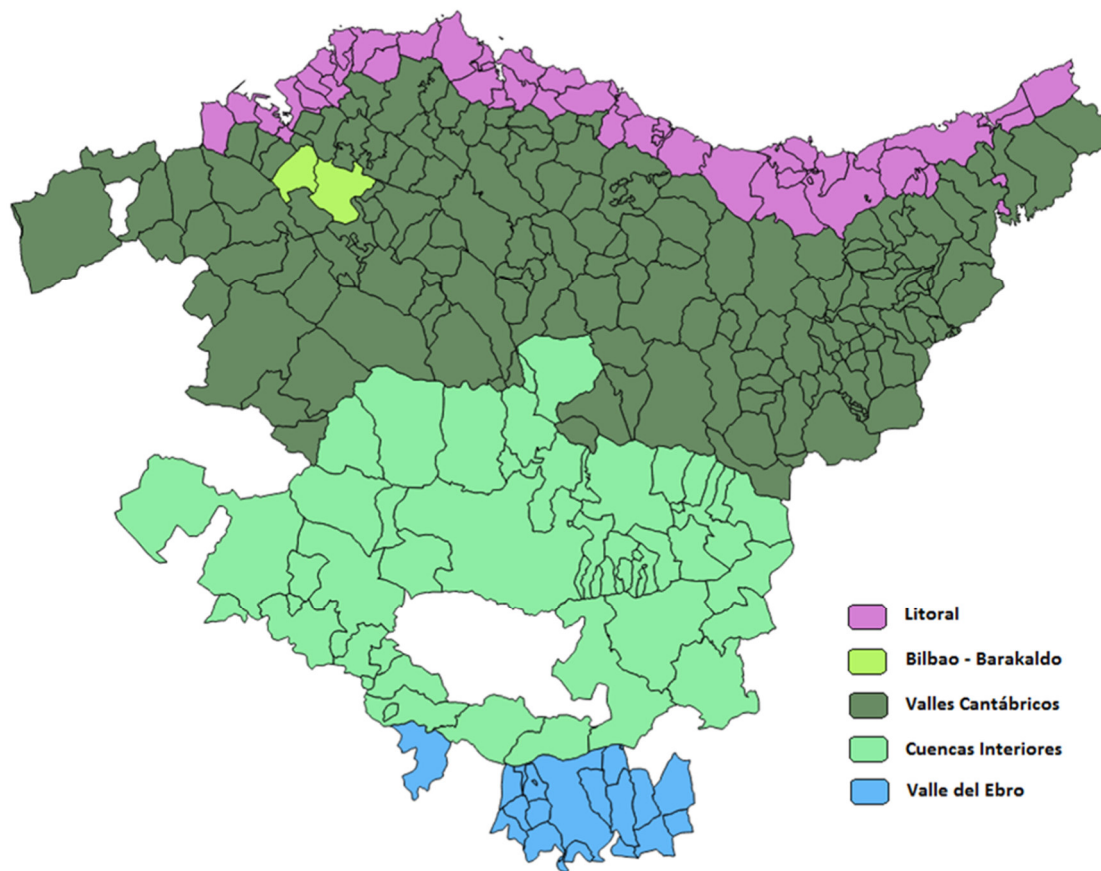 Litoral
Bilbao - Barakaldo
Valles Cantábricos
Cuencas Interiores
Valle del Ebro